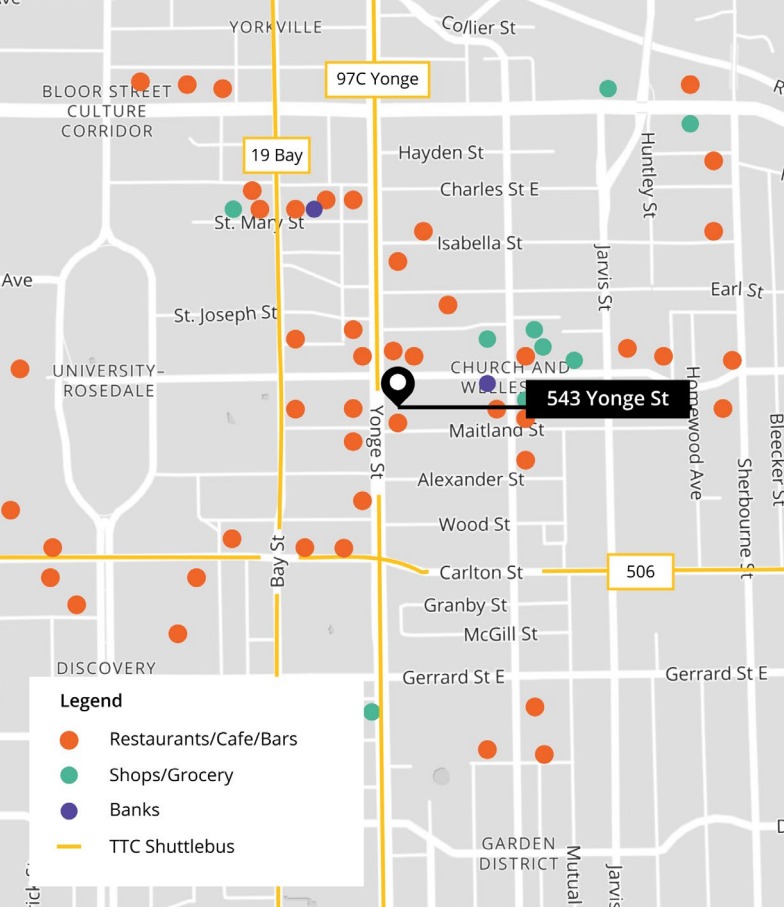 YORKVILLE
Collier St
97C Yonge
BLOOR STREET
CULTURE
CORRIDOR
19 Bay
Hayden St
Huntley St
Charles St E
St. Mary St
Isabella St
Jarvis St
Ave
Earl St
St. Joseph St
UNIVERSITY–
ROSEDALE
CHURCH AND
543 Yonge St
Homewood Ave
Yonge St
Maitland St
Bleecker St
Alexander St
Sherbourne St
Wood St
Bay St
Carlton St
506
Granby St
McGill St
DISCOVERY
Gerrard St E
Gerrard St E
Legend
Restaurants/Cafe/Bars
Shops/Grocery
Banks
TTC Shuttlebus
GARDEN
DISTRICT
Mutual
Jarvis